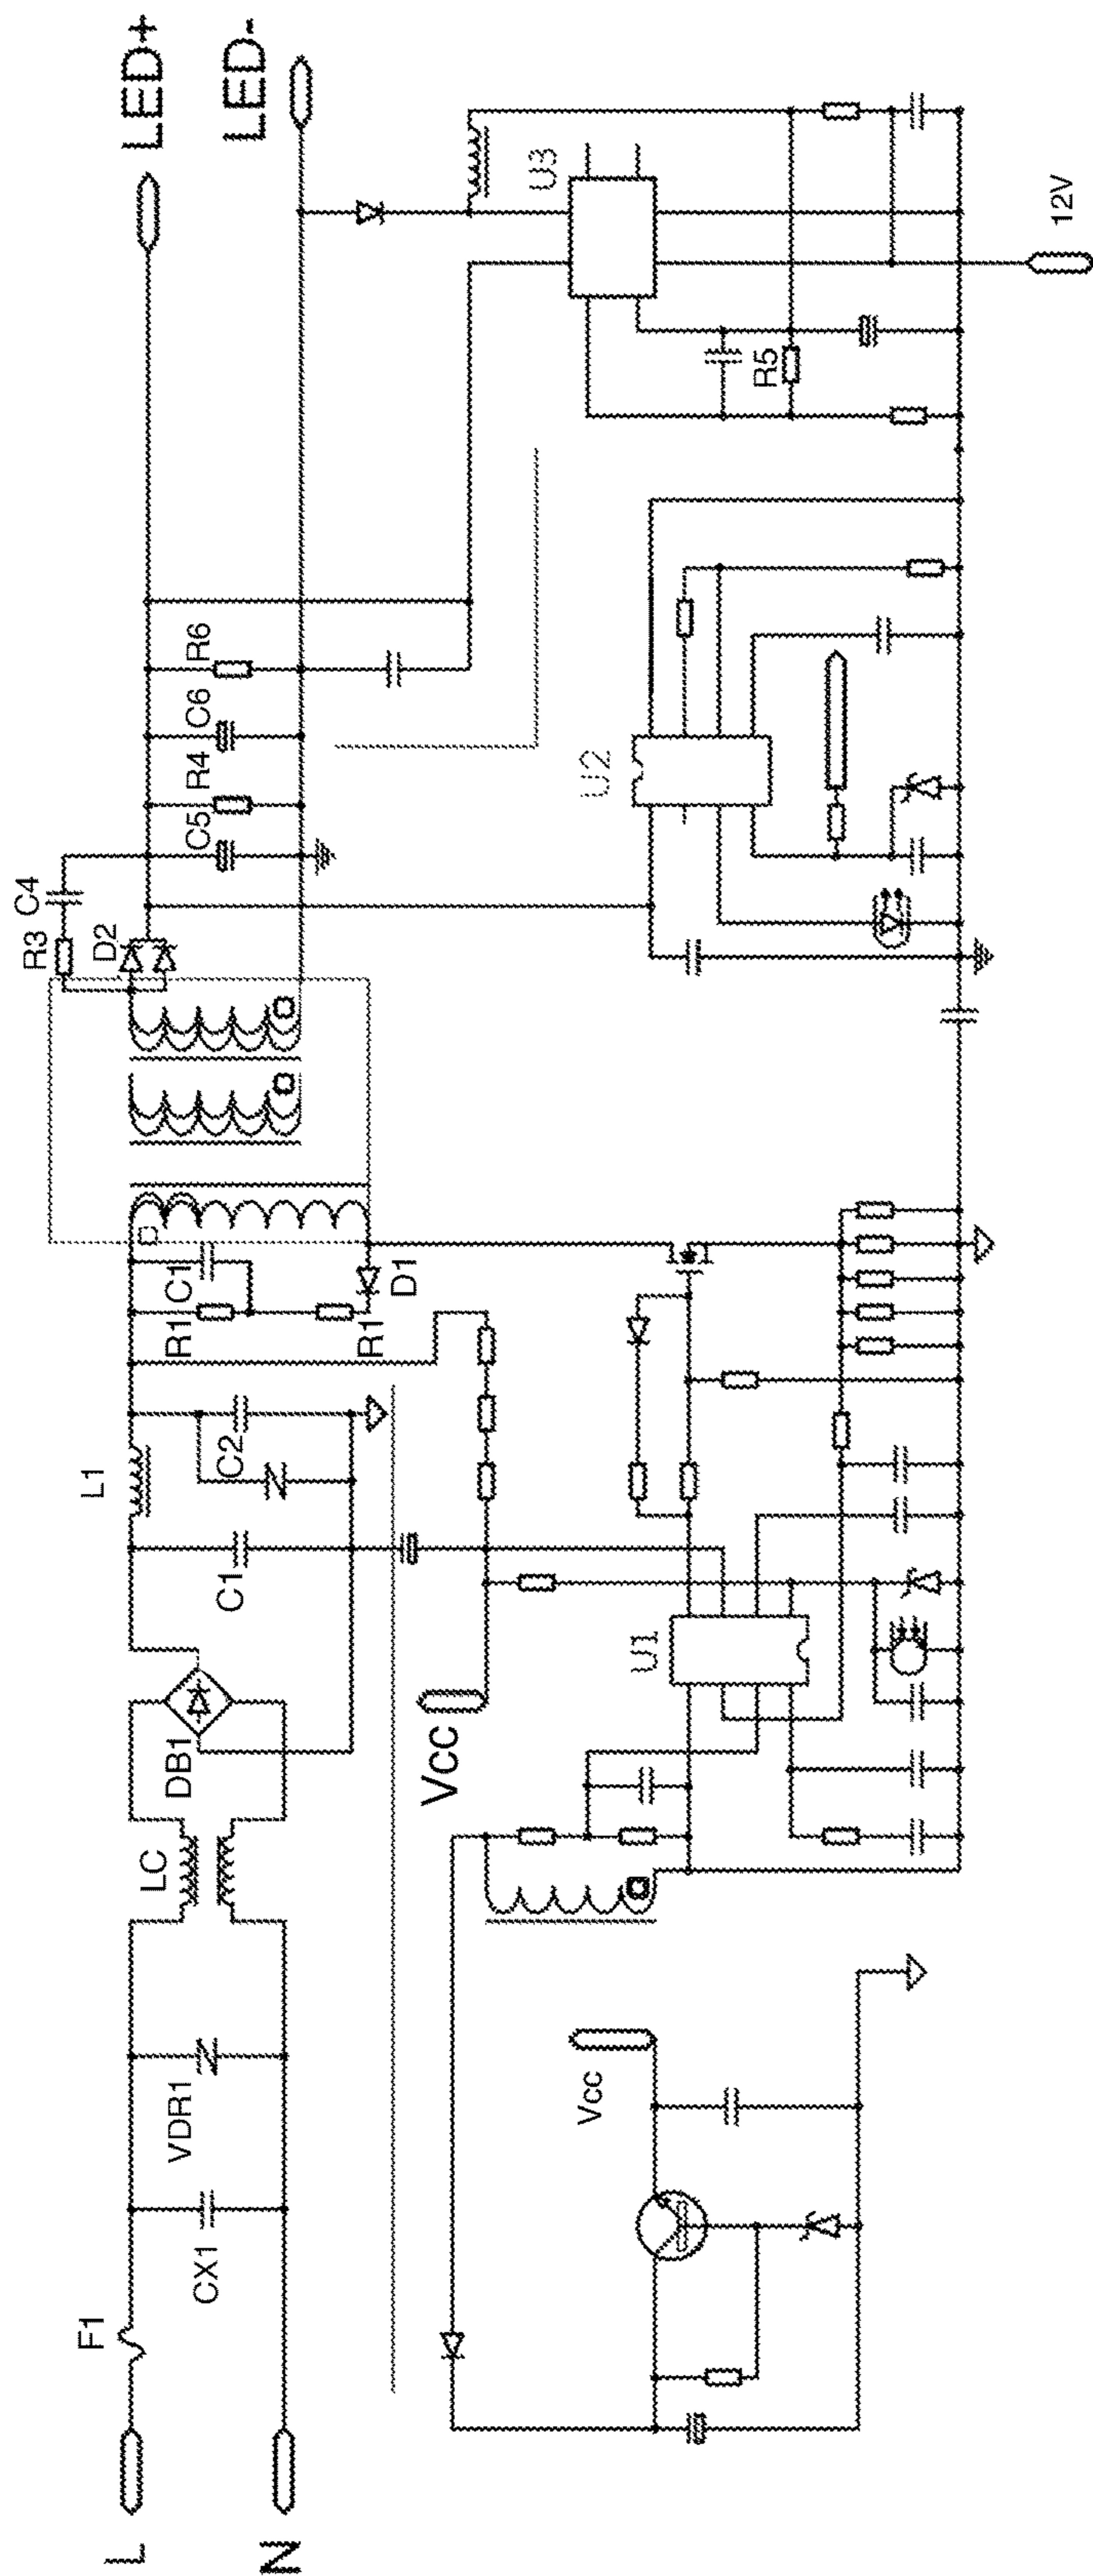 L
N
F1
CX1
VDR1
LC
DB1
C1
L1
C2
R1
C1
R1
D1
R3
C4
D2
C5
R4
C6
R6
LED+
LED-
Vcc
Vcc
U1
U2
U3
R5
12V